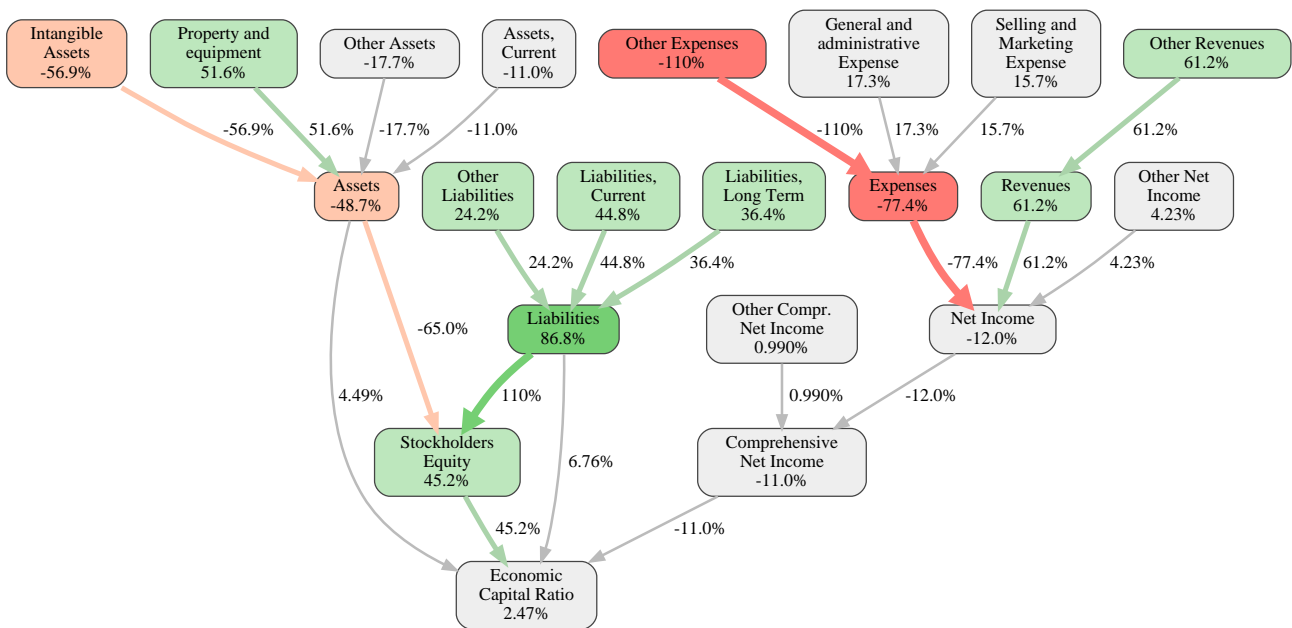 Intangible
Assets
-56.9%
Property and
equipment
51.6%
Other Assets
-17.7%
Assets,
Current
-11.0%
Other Expenses
-110%
General and
administrative
Expense
17.3%
Selling and
Marketing
Expense
15.7%
Other Revenues
61.2%
-56.9%
51.6%
-17.7%
-11.0%
-110%
17.3%
15.7%
61.2%
Assets
-48.7%
Other
Liabilities
24.2%
Liabilities,
Current
44.8%
Liabilities,
Long Term
36.4%
Expenses
-77.4%
Revenues
61.2%
Other Net
Income
4.23%
24.2%
44.8%
36.4%
-77.4%
61.2%
4.23%
-65.0%
Liabilities
86.8%
Other Compr.
Net Income
0.990%
Net Income
-12.0%
4.49%
110%
0.990%
-12.0%
Stockholders
Equity
45.2%
6.76%
Comprehensive
Net Income
-11.0%
45.2%
-11.0%
Economic
Capital Ratio
2.47%